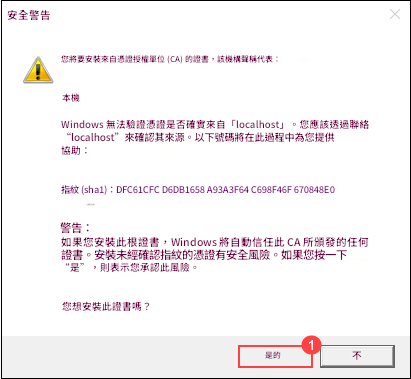 安全警告
您將要安裝來自憑證授權單位 (CA) 的證書，該機構聲稱代表：
本機
Windows 無法驗證憑證是否確實來自「localhost」。您應該透過聯絡
“localhost”來確認其來源。以下號碼將在此過程中為您提供
協助：
指紋 (sha1)：DFC61CFC D6DB1658 A93A3F64 C698F46F 670848E0
警告：
如果您安裝此根證書，Windows 將自動信任此 CA 所頒發的任何
證書。安裝未經確認指紋的憑證有安全風險。如果您按一下
“是”，則表示您承認此風險。
您想安裝此證書嗎？
1
是的
不